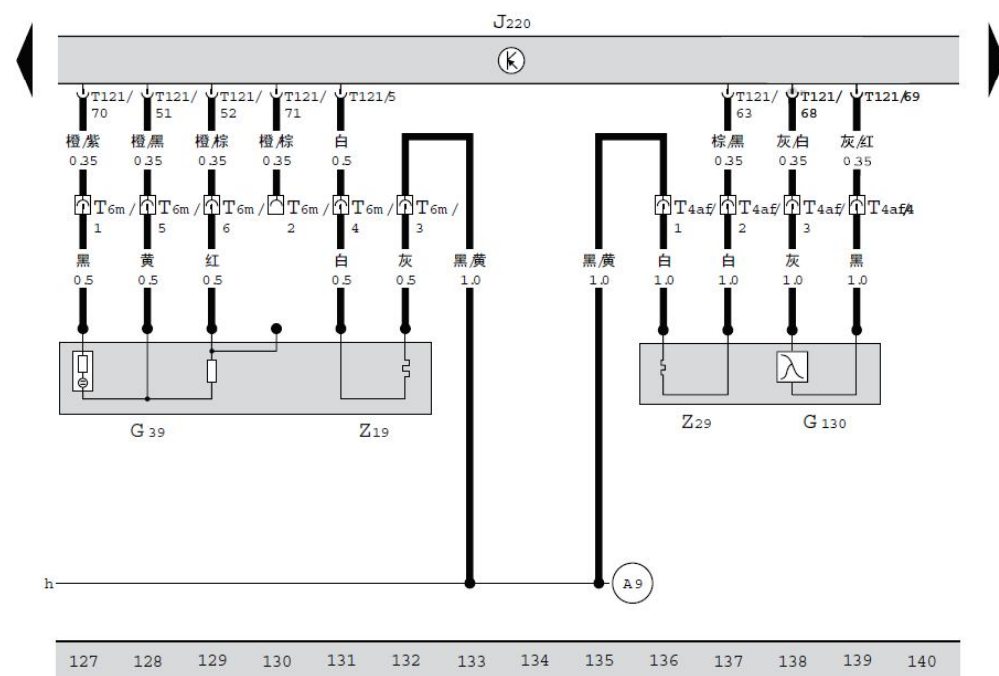 J220
T121/ T121/ T121/ T121/ T121/5 T121/ T121/ T121/69
70 51 52 71 63 68
橙/紫 橙/黑 橙/棕 橙/棕 白 棕/黑 灰/白 灰/红
0.35 0.35 0.35 0.35 0.5 0.35 0.35 0.35
T6m/ T6m/ T6m/ T6m/ T6m/ T6m/ T4af/ T4af/ T4af/ T4af/4
1 5 6 2 4 3 1 2 3
黑 黄 红 白 灰 黑/黄 黑/黄 白 白 灰 黑
0.5 0.5 0.5 0.5 0.5 1.0 1.0 1.0 1.0 1.0 1.0
G39 Z19 Z29 G130
h A9
127 128 129 130 131 132 133 134 135 136 137 138 139 140